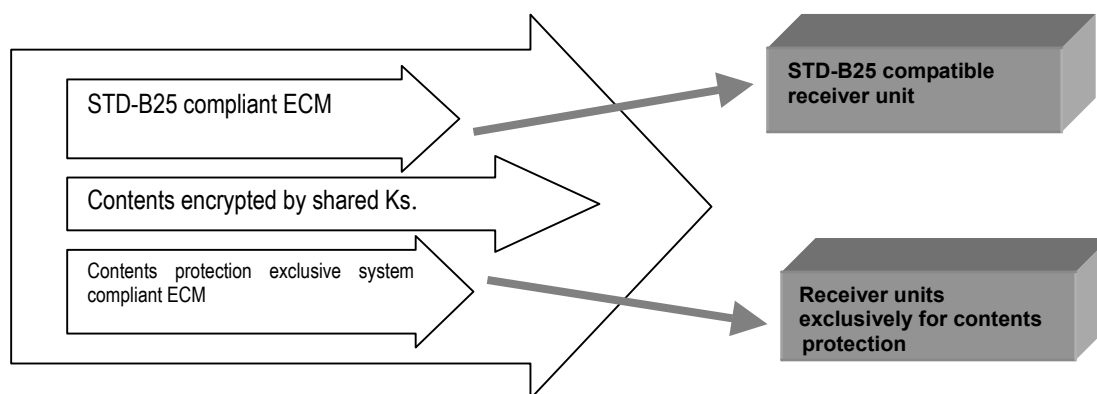 STD-B25 compliant ECM
Contents encrypted by shared Ks.
Contents protection exclusive system
compliant ECM
STD-B25 compatible
receiver unit
Receiver units
exclusively for contents
protection